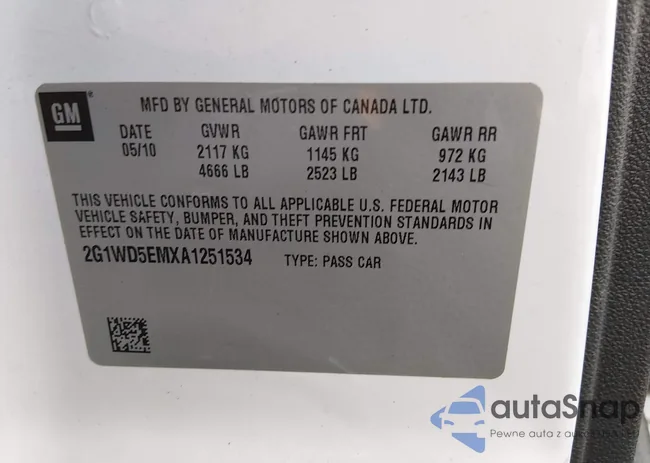 GM®
MFD BY GENERAL MOTORS OF CANADA LTD.
DATE GVWR GAWR FRT GAWR RR
05/10 2117 KG 1145 KG 972 KG
4666 LB 2523 LB 2143 LB
THIS VEHICLE CONFORMS TO ALL APPLICABLE U.S. FEDERAL MOTOR
VEHICLE SAFETY, BUMPER, AND THEFT PREVENTION STANDARDS IN
EFFECT ON THE DATE OF MANUFACTURE SHOWN ABOVE.
2G1WD5EMXA1251534 TYPE: PASS CAR
autaSnap
Pewne auta z